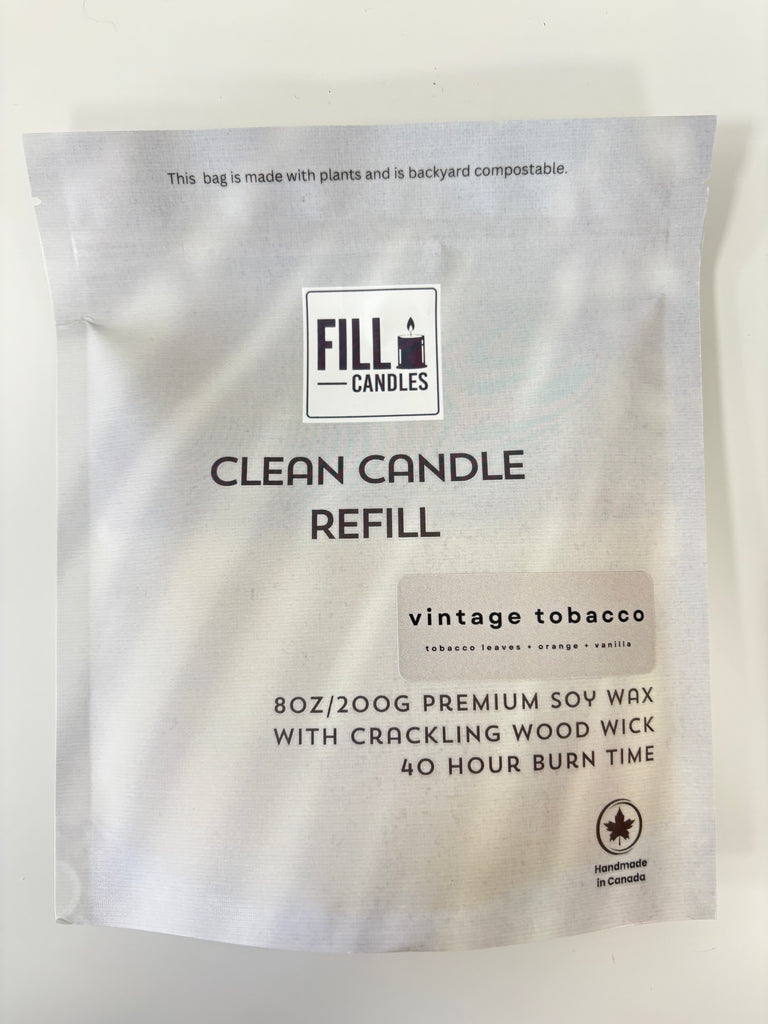 This bag is made with plants and is backyard compostable.
FILL
CANDLES
CLEAN CANDLE
REFILL
vintage tobacco
tobacco leaves + orange + vanilla
8OZ/200G PREMIUM SOY WAX
WITH CRACKLING WOOD WICK
40 HOUR BURN TIME
Handmade
in Canada